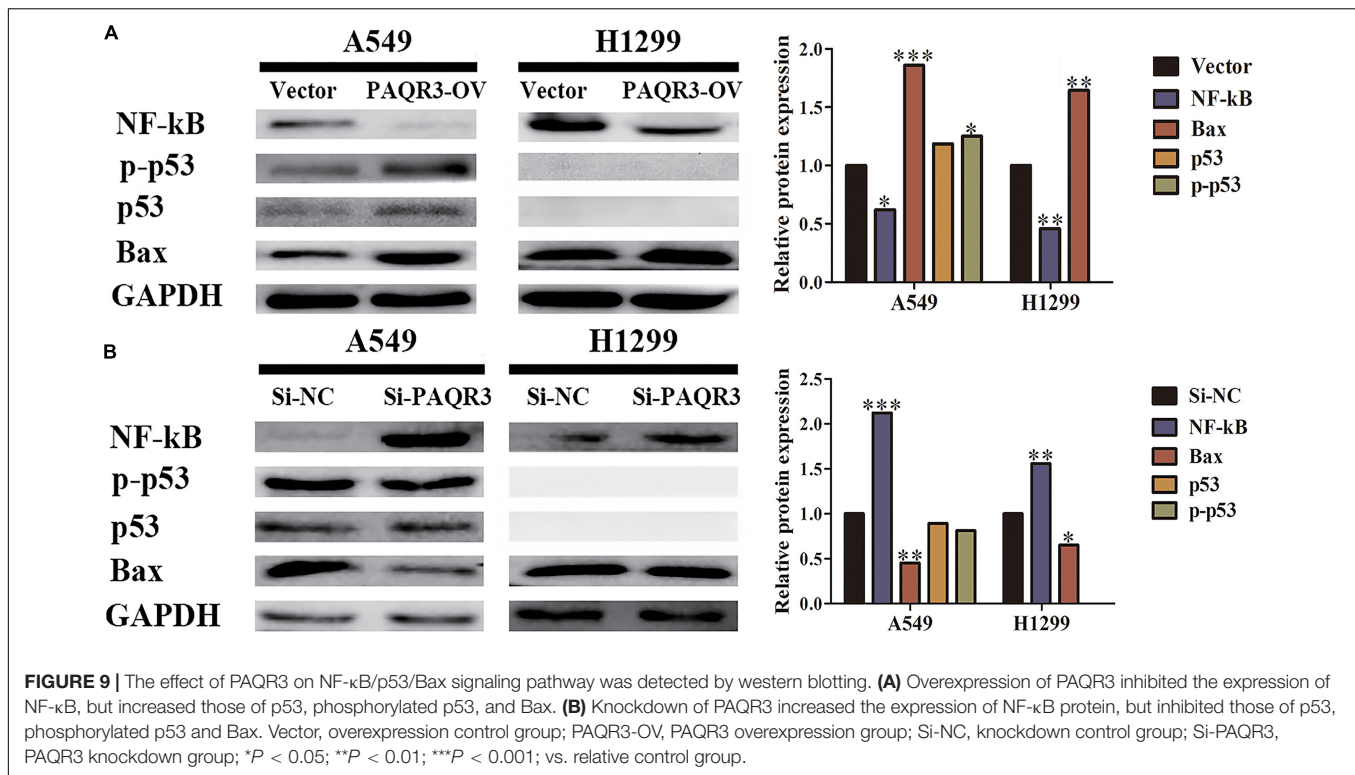 A
A549
H1299
Vector PAQR3-OV
Vector PAQR3-OV
NF-kB
p-p53
p53
Bax
GAPDH
Relative protein expression
2.0
1.5
1.0
0.5
0.0
*
***
*
**
**
A549
H1299
Vector
NF-kB
Bax
p53
p-p53
B
A549
H1299
Si-NC Si-PAQR3
Si-NC Si-PAQR3
NF-kB
p-p53
p53
Bax
GAPDH
Relative protein expression
2.5
2.0
1.5
1.0
0.5
0.0
***
**
**
*
A549
H1299
Si-NC
NF-kB
Bax
p53
p-p53
FIGURE 9 | The effect of PAQR3 on NF-κB/p53/Bax signaling pathway was detected by western blotting. (A) Overexpression of PAQR3 inhibited the expression of
NF-κB, but increased those of p53, phosphorylated p53, and Bax. (B) Knockdown of PAQR3 increased the expression of NF-κB protein, but inhibited those of p53,
phosphorylated p53 and Bax. Vector, overexpression control group; PAQR3-OV, PAQR3 overexpression group; Si-NC, knockdown control group; Si-PAQR3,
PAQR3 knockdown group; *P < 0.05; **P < 0.01; ***P < 0.001; vs. relative control group.